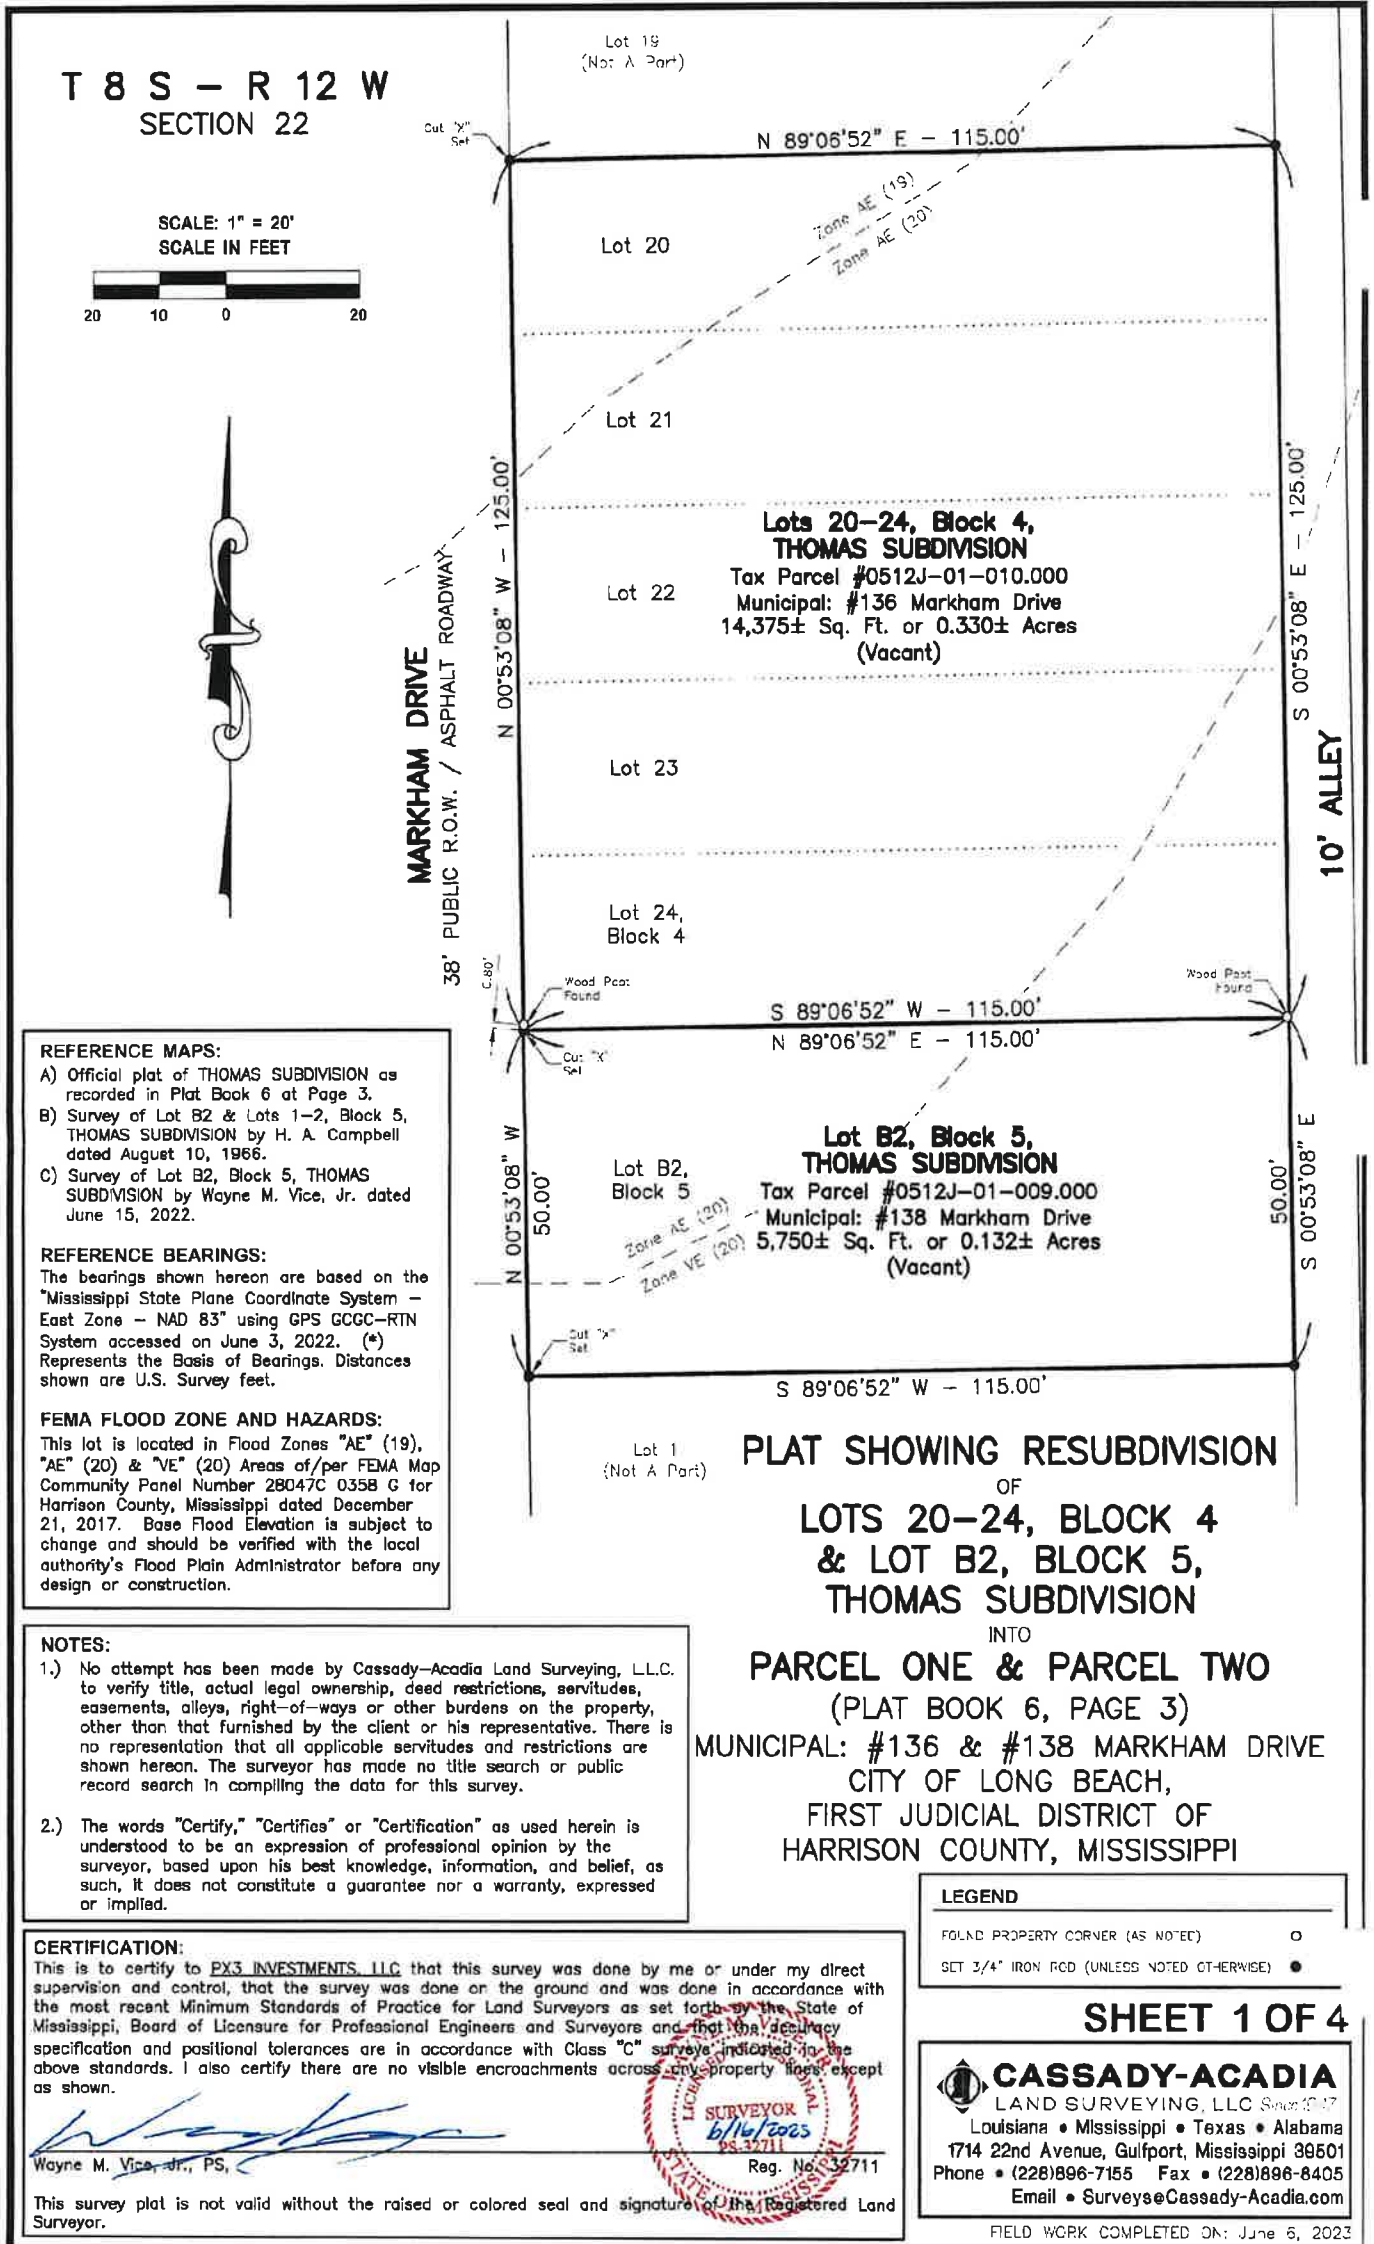 T 8 S – R 12 W
SECTION 22
SCALE: 1" = 20'
SCALE IN FEET
20 10 0 20
Lot 19
(Not A Part)
Cut "X"
Set
N 89°06'52" E – 115.00'
Zone AE (19)
Zone AE (20)
Lot 20
Lot 21
Lot 22
Lot 23
Lot 24,
Block 4
N 00°53'08" W – 125.00'
S 00°53'08" E – 125.00'
MARKHAM DRIVE
38' PUBLIC R.O.W. / ASPHALT ROADWAY
10' ALLEY
Lots 20–24, Block 4,
THOMAS SUBDIVISION
Tax Parcel #0512J–01–010.000
Municipal: #136 Markham Drive
14,375± Sq. Ft. or 0.330± Acres
(Vacant)
0.80'
Wood Post
Found
Wood Post
Found
S 89°06'52" W – 115.00'
N 89°06'52" E – 115.00'
Cut "X"
Set
N 00°53'08" W
50.00'
50.00'
S 00°53'08" E
Lot B2,
Block 5
Lot B2, Block 5,
THOMAS SUBDIVISION
Tax Parcel #0512J–01–009.000
Municipal: #138 Markham Drive
5,750± Sq. Ft. or 0.132± Acres
(Vacant)
Zone AE (20)
Zone VE (20)
Cut "X"
Set
S 89°06'52" W – 115.00'
Lot 1
(Not A Part)
REFERENCE MAPS:
A) Official plat of THOMAS SUBDIVISION as
recorded in Plat Book 6 at Page 3.
B) Survey of Lot B2 & Lots 1–2, Block 5,
THOMAS SUBDIVISION by H. A. Campbell
dated August 10, 1966.
C) Survey of Lot B2, Block 5, THOMAS
SUBDIVISION by Wayne M. Vice, Jr. dated
June 15, 2022.
REFERENCE BEARINGS:
The bearings shown hereon are based on the
"Mississippi State Plane Coordinate System –
East Zone – NAD 83" using GPS GCGC–RTN
System accessed on June 3, 2022. (*)
Represents the Basis of Bearings. Distances
shown are U.S. Survey feet.
FEMA FLOOD ZONE AND HAZARDS:
This lot is located in Flood Zones "AE" (19),
"AE" (20) & "VE" (20) Areas of/per FEMA Map
Community Panel Number 28047C 0358 G for
Harrison County, Mississippi dated December
21, 2017. Base Flood Elevation is subject to
change and should be verified with the local
authority's Flood Plain Administrator before any
design or construction.
NOTES:
1.) No attempt has been made by Cassady–Acadia Land Surveying, L.L.C.
to verify title, actual legal ownership, deed restrictions, servitudes,
easements, alleys, right–of–ways or other burdens on the property,
other than that furnished by the client or his representative. There is
no representation that all applicable servitudes and restrictions are
shown hereon. The surveyor has made no title search or public
record search in compiling the data for this survey.
2.) The words "Certify," "Certifies" or "Certification" as used herein is
understood to be an expression of professional opinion by the
surveyor, based upon his best knowledge, information, and belief, as
such, it does not constitute a guarantee nor a warranty, expressed
or implied.
PLAT SHOWING RESUBDIVISION
OF
LOTS 20–24, BLOCK 4
& LOT B2, BLOCK 5,
THOMAS SUBDIVISION
INTO
PARCEL ONE & PARCEL TWO
(PLAT BOOK 6, PAGE 3)
MUNICIPAL: #136 & #138 MARKHAM DRIVE
CITY OF LONG BEACH,
FIRST JUDICIAL DISTRICT OF
HARRISON COUNTY, MISSISSIPPI
LEGEND
FOUND PROPERTY CORNER (AS NOTED) ○
SET 3/4" IRON ROD (UNLESS NOTED OTHERWISE) ●
CERTIFICATION:
This is to certify to PX3 INVESTMENTS, LLC that this survey was done by me or under my direct
supervision and control, that the survey was done on the ground and was done in accordance with
the most recent Minimum Standards of Practice for Land Surveyors as set forth by the State of
Mississippi, Board of Licensure for Professional Engineers and Surveyors and that the accuracy
specification and positional tolerances are in accordance with Class "C" surveys indicated in the
above standards. I also certify there are no visible encroachments across any property lines except
as shown.
WAYNE M. VICE, JR.
LICENSED PROFESSIONAL
SURVEYOR
6/16/2023
PS-32711
STATE OF MISSISSIPPI
Wayne M. Vice, Jr., PS,
Reg. No. 32711
This survey plat is not valid without the raised or colored seal and signature of the Registered Land
Surveyor.
SHEET 1 OF 4
CASSADY-ACADIA
LAND SURVEYING, LLC Since 1947
Louisiana • Mississippi • Texas • Alabama
1714 22nd Avenue, Gulfport, Mississippi 39501
Phone • (228)896-7155 Fax • (228)896-8405
Email • Surveys@Cassady-Acadia.com
FIELD WORK COMPLETED ON: June 6, 2023